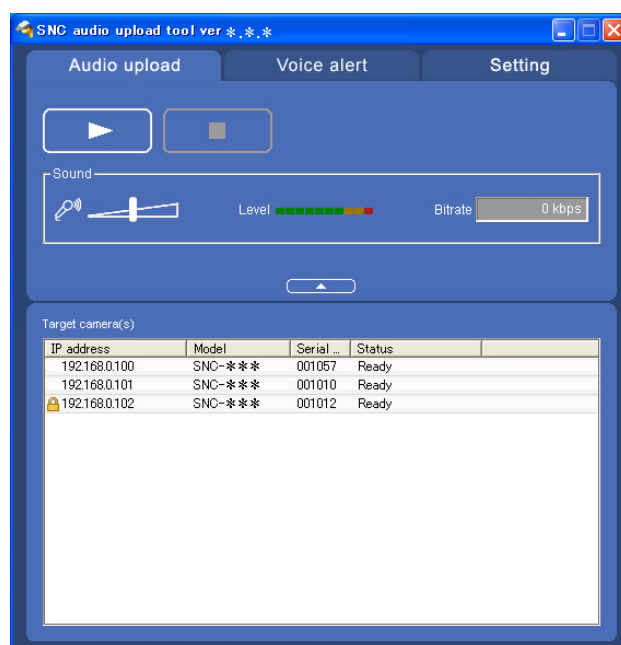 SNC audio upload tool ver *.*.*
Audio upload Voice alert Setting
Sound
Level Bitrate 0 kbps
Target camera(s)
IP address Model Serial ... Status
192.168.0.100 SNC-*** 001057 Ready
192.168.0.101 SNC-*** 001010 Ready
192.168.0.102 SNC-*** 001012 Ready